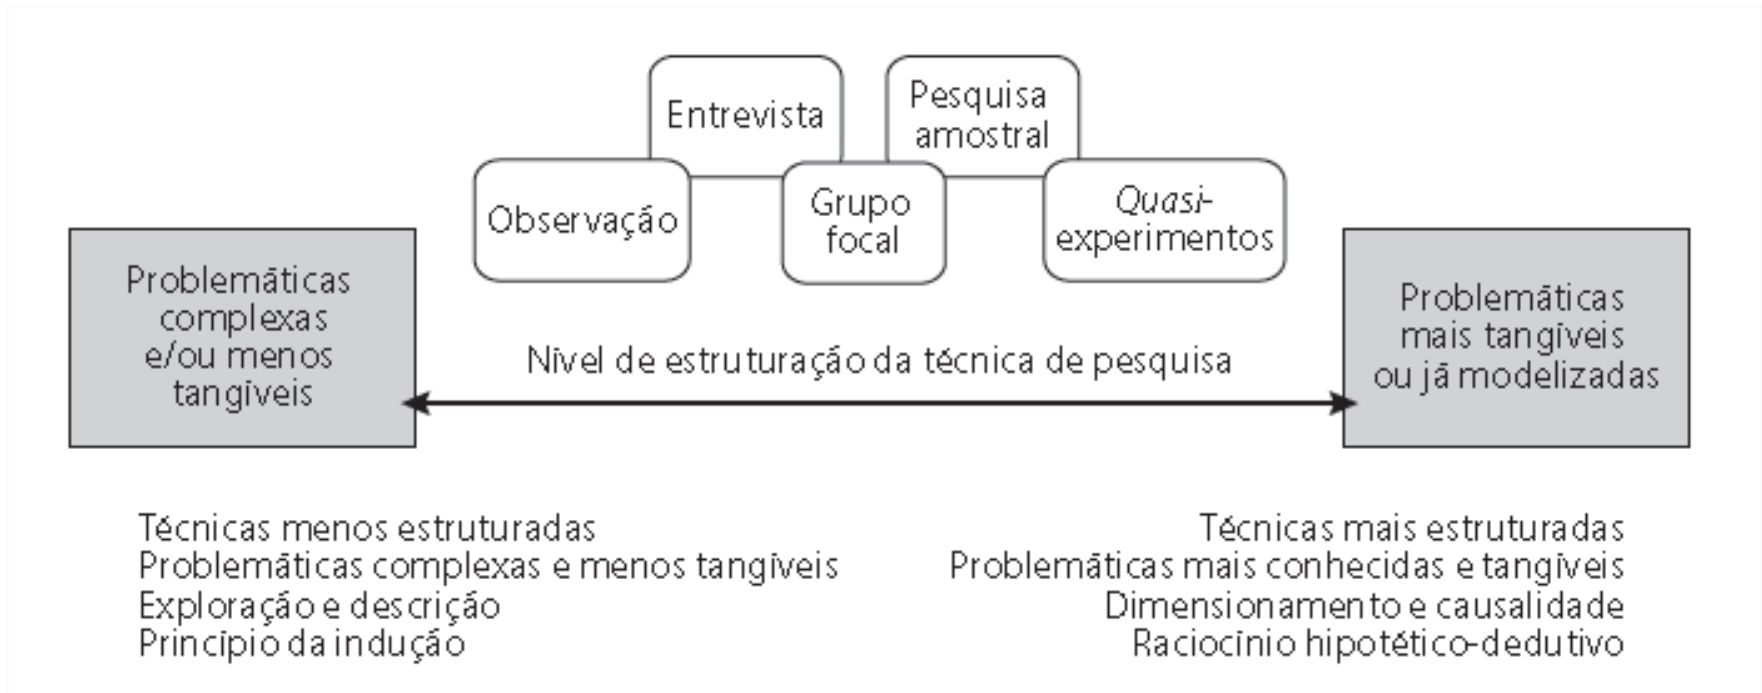 Entrevista
Pesquisa
amostral
Observação
Grupo
focal
Quasi-
experimentos
Problemáticas
complexas
e/ou menos
tangíveis
Nível de estruturação da técnica de pesquisa
Problemáticas
mais tangíveis
ou já modelizadas
Técnicas menos estruturadas
Problemáticas complexas e menos tangíveis
Exploração e descrição
Princípio da indução
Técnicas mais estruturadas
Problemáticas mais conhecidas e tangíveis
Dimensionamento e causalidade
Raciocínio hipotético-dedutivo